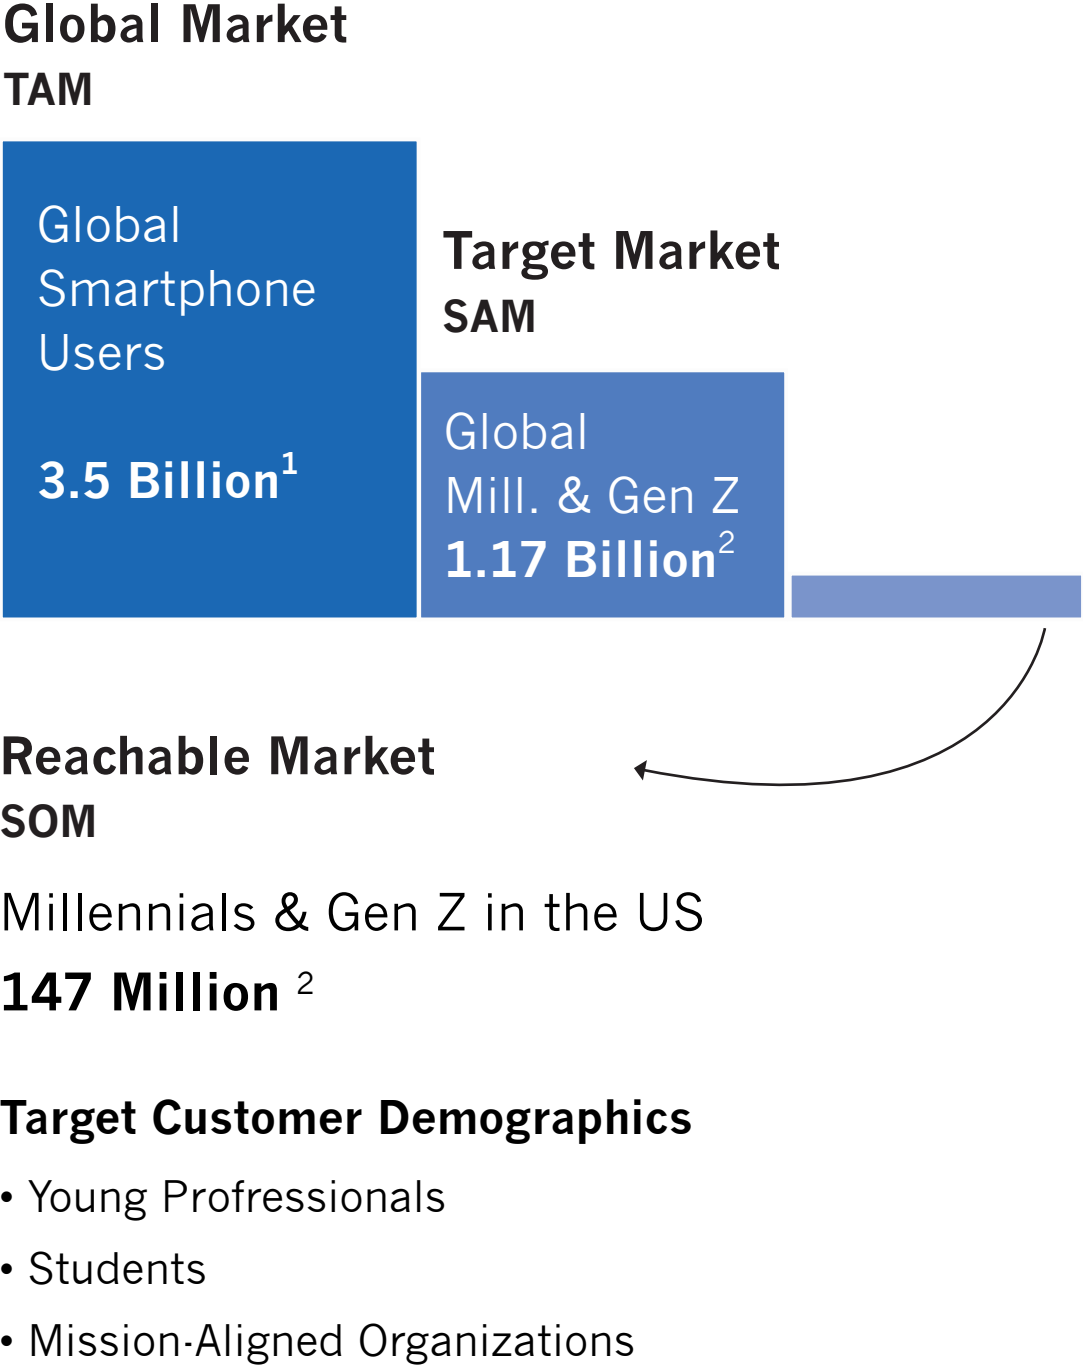 Global Market
TAM
Global
Smartphone
Users
3.5 Billion¹
Target Market
SAM
Global
Mill. & Gen Z
1.17 Billion²
Reachable Market
SOM
Millennials & Gen Z in the US
147 Million ²
Target Customer Demographics
• Young Profressionals
• Students
• Mission-Aligned Organizations